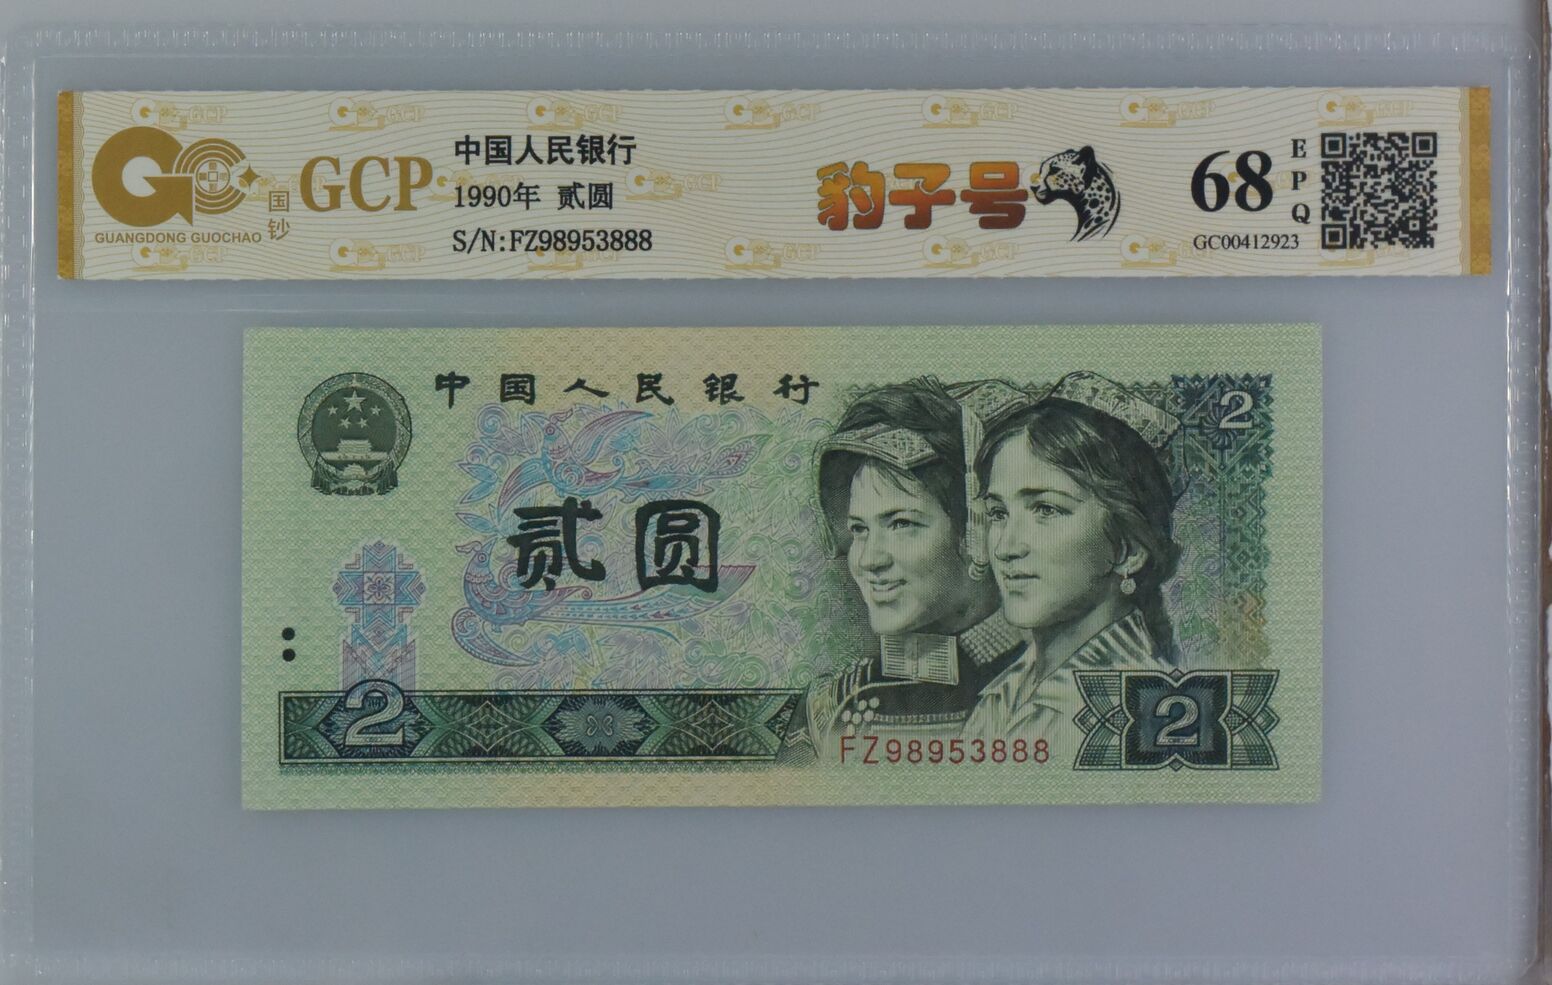 GCP
国钞
GUANGDONG GUOCHAO
中国人民银行
1990年 贰圆
S/N:FZ98953888
豹子号
68
EPQ
GC00412923
中国人民银行
2
贰圆
2
FZ98953888
2